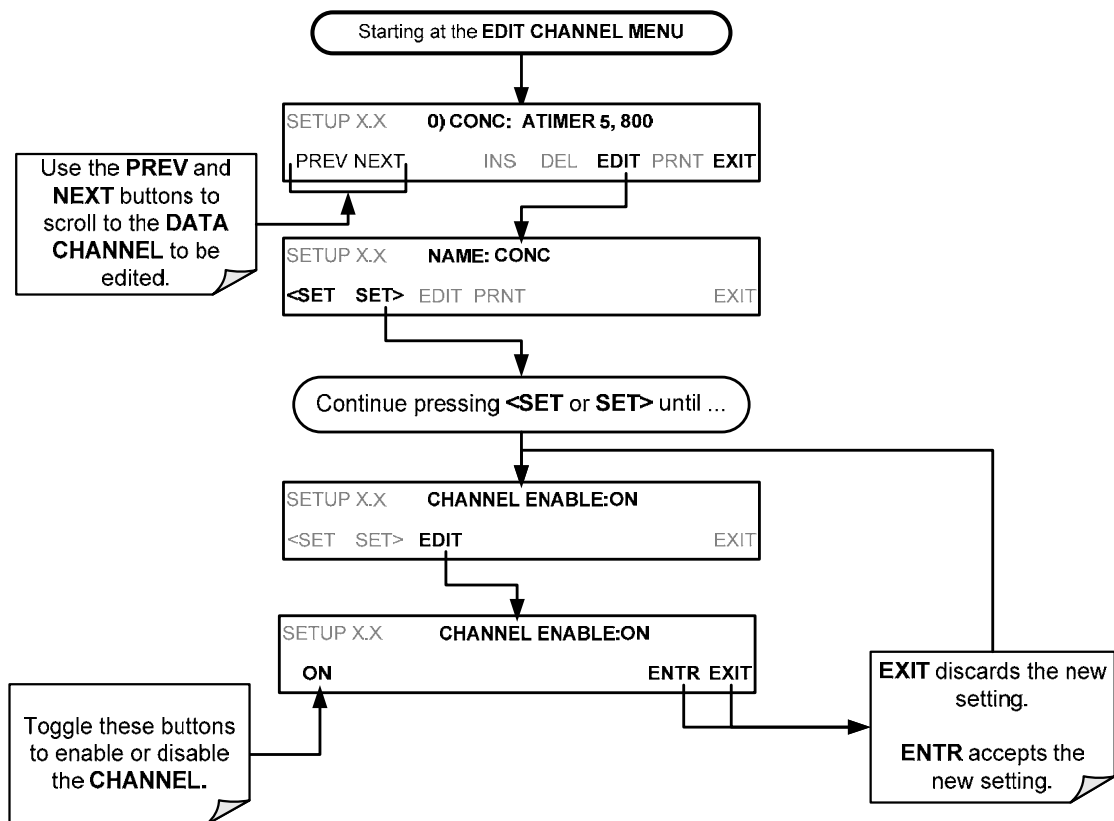 Starting at the EDIT CHANNEL MENU
SETUP X.X 0) CONC: ATIMER 5, 800
PREV NEXT INS DEL EDIT PRNT EXIT
Use the PREV and
NEXT buttons to
scroll to the DATA
CHANNEL to be
edited.
SETUP X.X NAME: CONC
<SET SET> EDIT PRNT EXIT
Continue pressing <SET or SET> until ...
SETUP X.X CHANNEL ENABLE:ON
<SET SET> EDIT EXIT
SETUP X.X CHANNEL ENABLE:ON
ON ENTR EXIT
Toggle these buttons
to enable or disable
the CHANNEL.
EXIT discards the new
setting.
ENTR accepts the
new setting.